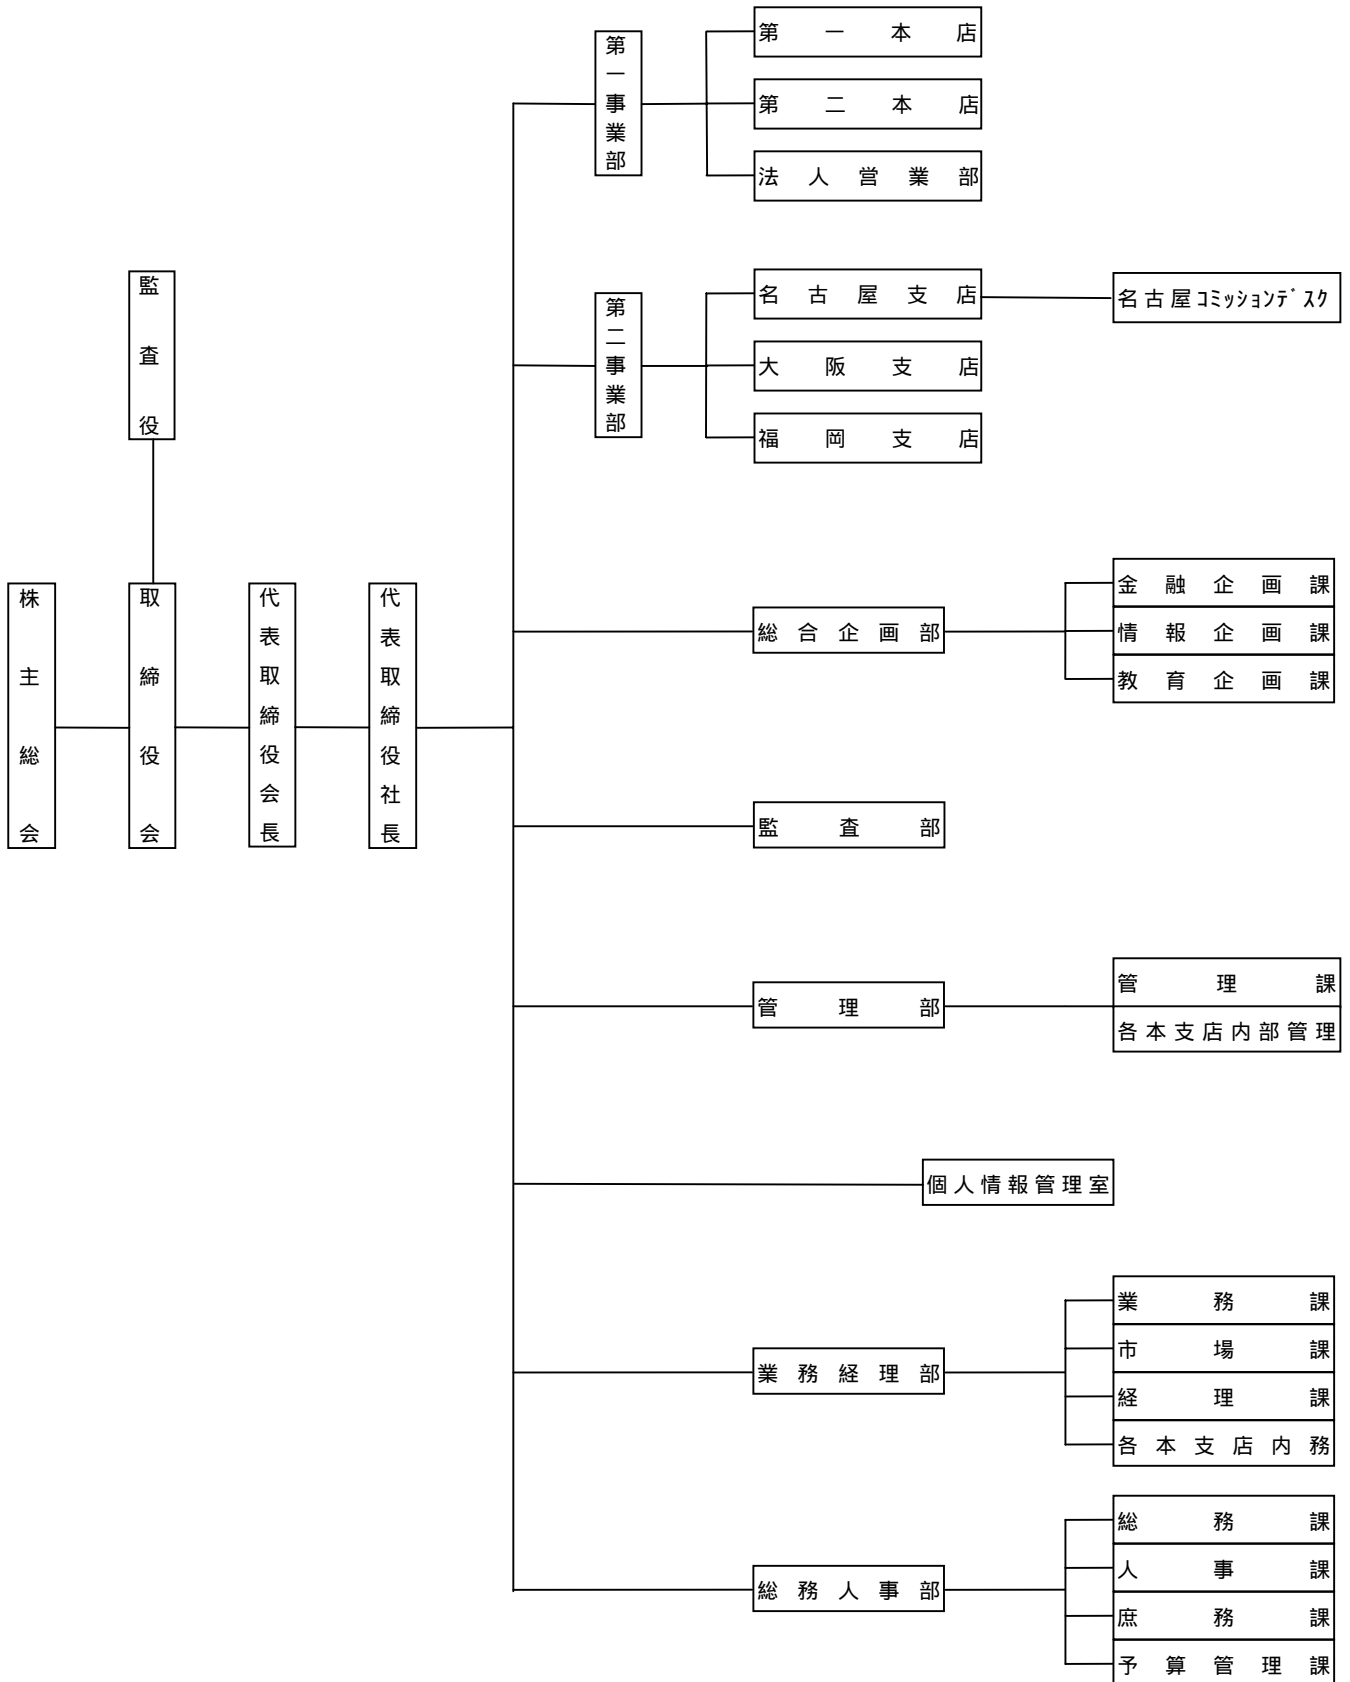 株主総会
監査役
取締役会
代表取締役会長
代表取締役社長
第一事業部
第一本店
第二本店
法人営業部
第二事業部
名古屋支店
名古屋ｺﾐｯｼｮﾝﾃﾞｽｸ
大阪支店
福岡支店
総合企画部
金融企画課
情報企画課
教育企画課
監査部
管理部
管理課
各本支店内部管理
個人情報管理室
業務経理部
業務課
市場課
経理課
各本支店内務
総務人事部
総務課
人事課
庶務課
予算管理課